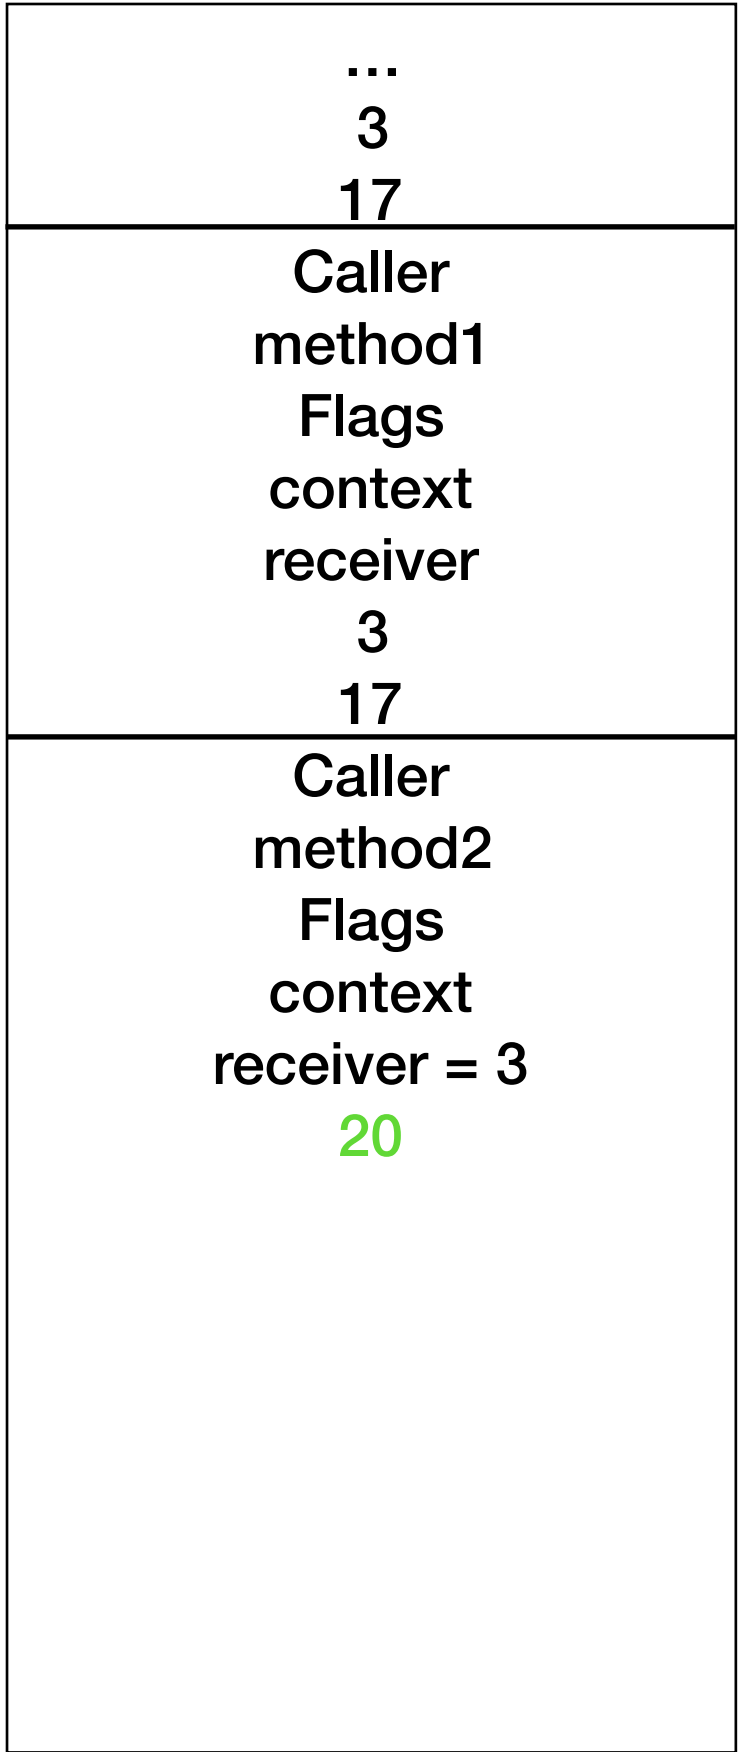 ...
3
17
Caller
method1
Flags
context
receiver
3
17
Caller
method2
Flags
context
receiver = 3
20